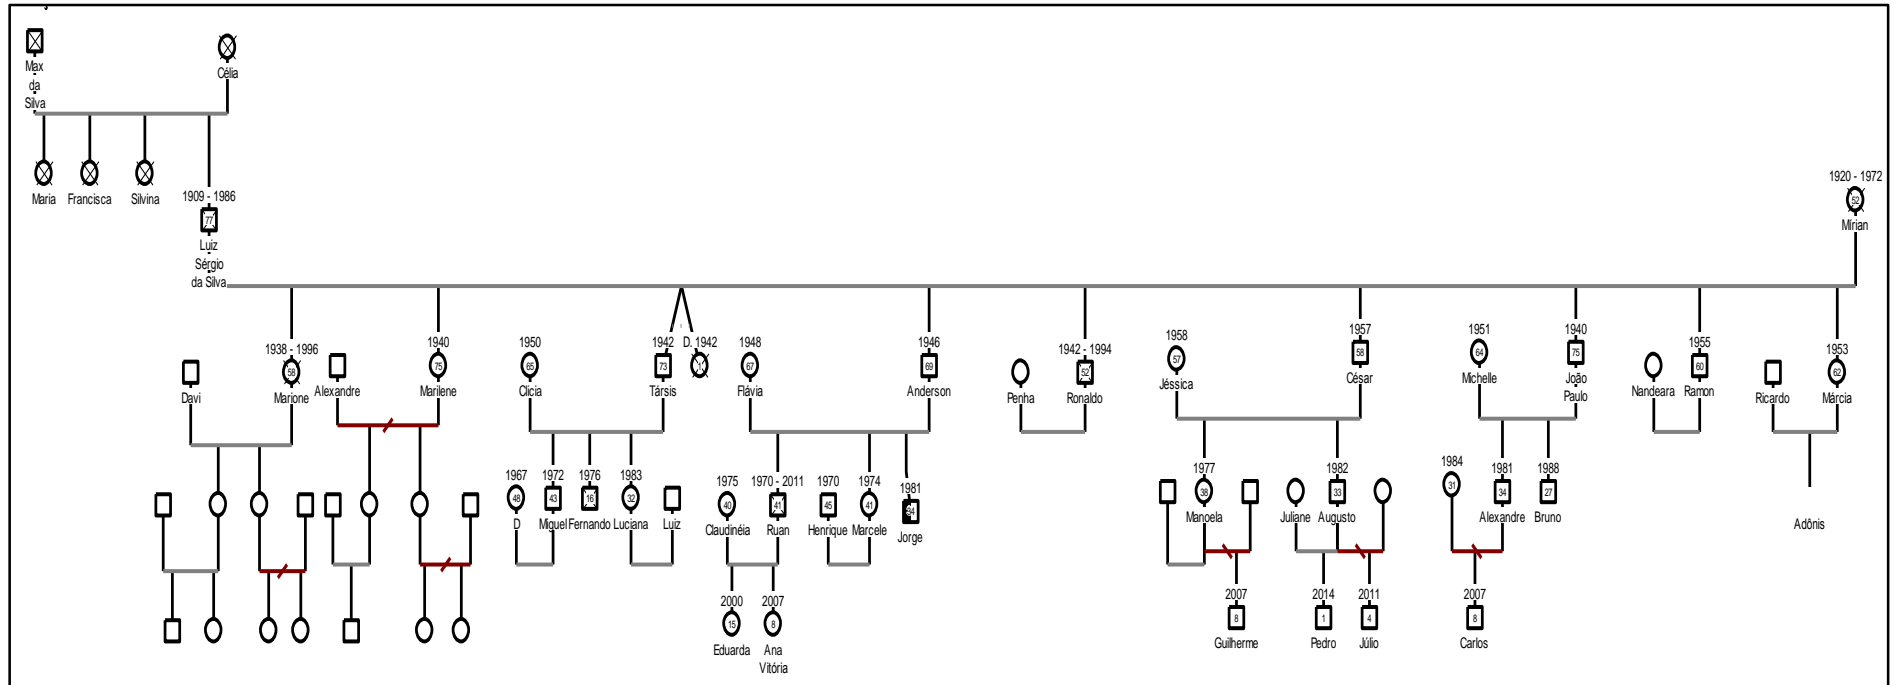 Max
da
Silva
Célia
Maria
Francisca
Silvina
1909 - 1986
77
Luiz
Sérgio
da Silva
1920 - 1972
52
Mírian
Davi
1938 - 1996
58
Marione
Alexandre
1940
75
Marilene
1950
65
Clicia
1942
73
Társis
D. 1942
1948
67
Flávia
1946
69
Anderson
Penha
1942 - 1994
52
Ronaldo
1958
57
Jéssica
1957
58
César
1951
64
Michelle
1940
75
João
Paulo
Nandeara
1955
60
Ramon
Ricardo
1953
62
Márcia
1967
48
D
1972
43
Miguel
1976
16
Fernando
1983
32
Luciana
Luiz
1975
40
Claudinéia
1970 - 2011
41
Ruan
1970
45
Henrique
1974
41
Marcele
1981
34
Jorge
1977
38
Manoela
Juliane
1982
33
Augusto
1984
31
1981
34
Alexandre
1988
27
Bruno
Adônis
2000
15
Eduarda
2007
8
Ana
Vitória
2007
8
Guilherme
2014
1
Pedro
2011
4
Júlio
2007
8
Carlos